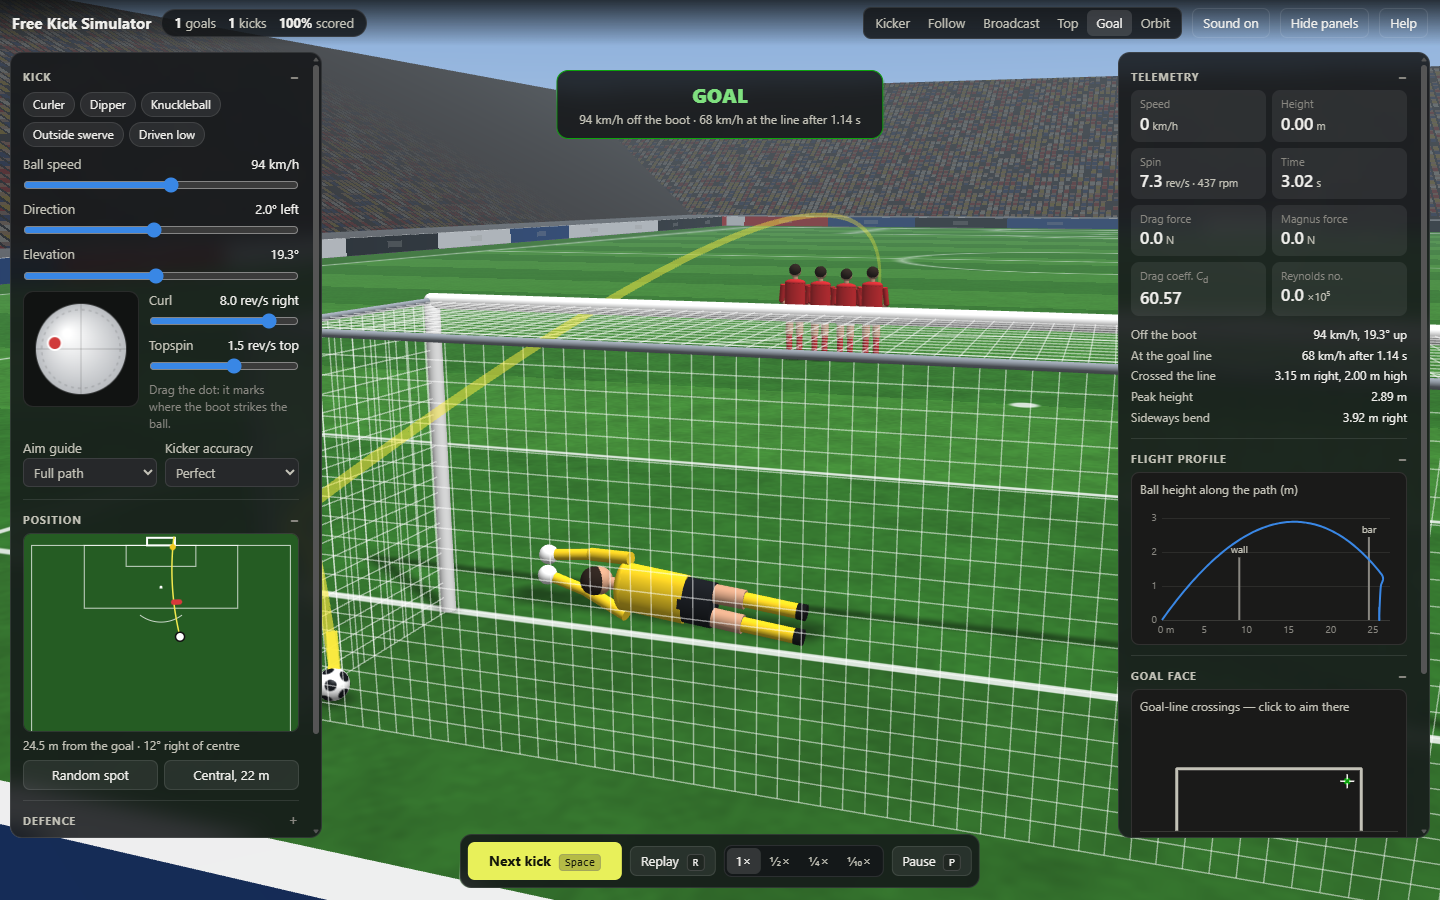 Free Kick Simulator
1 goals 1 kicks 100% scored
Kicker Follow Broadcast Top Goal Orbit
Sound on
Hide panels
Help
KICK −
Curler Dipper Knuckleball
Outside swerve Driven low
Ball speed 94 km/h
Direction 2.0° left
Elevation 19.3°
Curl 8.0 rev/s right
Topspin 1.5 rev/s top
Drag the dot: it marks
where the boot strikes the
ball.
Aim guide Kicker accuracy
Full path Perfect
POSITION −
24.5 m from the goal · 12° right of centre
Random spot Central, 22 m
DEFENCE +
GOAL
94 km/h off the boot · 68 km/h at the line after 1.14 s
Next kick Space
Replay R
1× ½× ¼× ⅒×
Pause P
TELEMETRY −
Speed Height
0 km/h 0.00 m
Spin Time
7.3 rev/s · 437 rpm 3.02 s
Drag force Magnus force
0.0 N 0.0 N
Drag coeff. Cd Reynolds no.
60.57 0.0 ×10⁵
Off the boot 94 km/h, 19.3° up
At the goal line 68 km/h after 1.14 s
Crossed the line 3.15 m right, 2.00 m high
Peak height 2.89 m
Sideways bend 3.92 m right
FLIGHT PROFILE −
Ball height along the path (m)
3
bar
2
wall
1
0
0 m 5 10 15 20 25
GOAL FACE −
Goal-line crossings — click to aim there